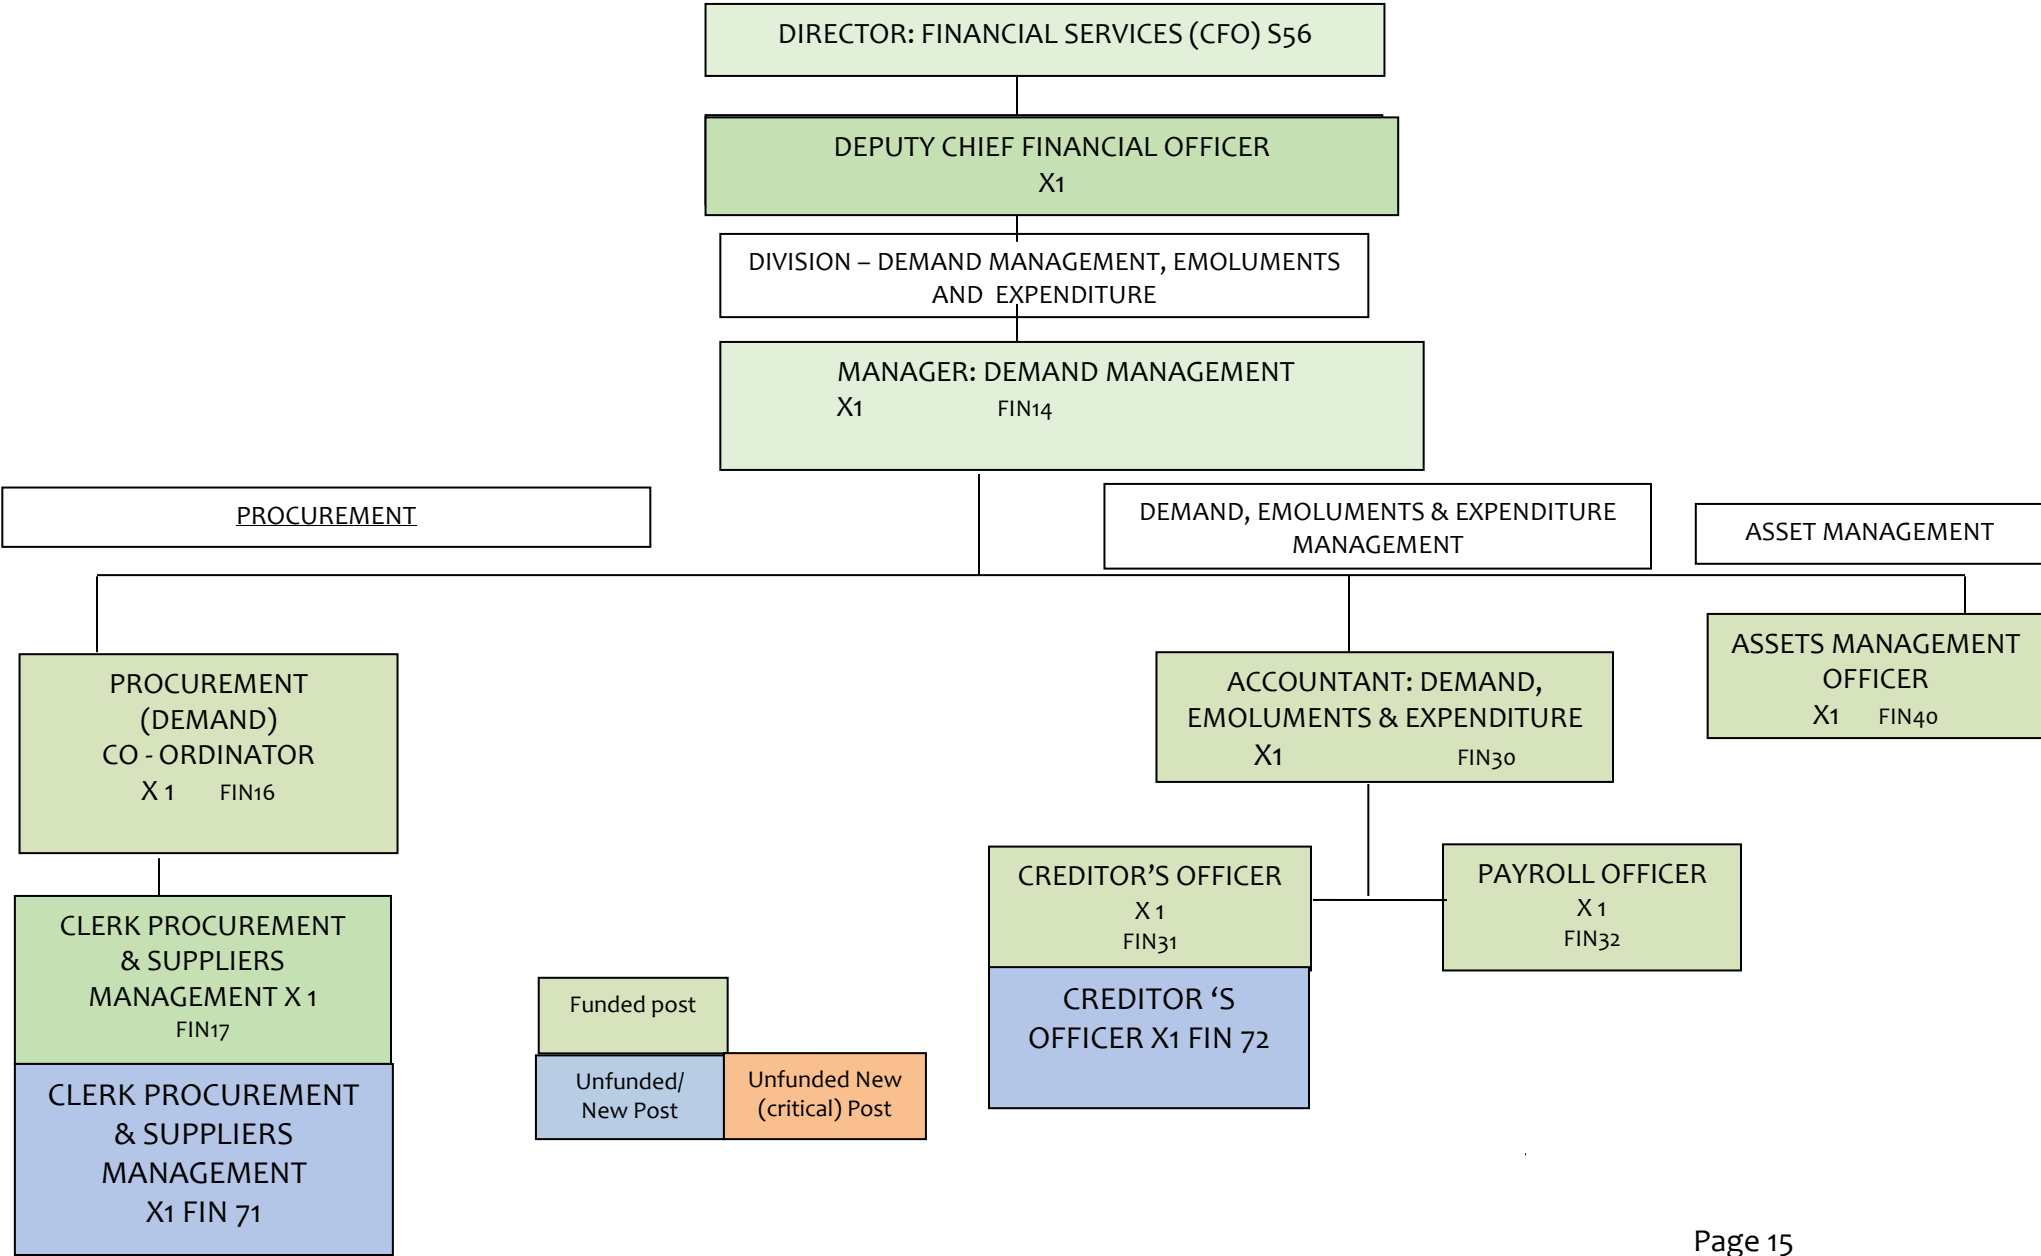 DIRECTOR: FINANCIAL SERVICES (CFO) S56
DEPUTY CHIEF FINANCIAL OFFICER
X1
DIVISION – DEMAND MANAGEMENT, EMOLUMENTS
AND EXPENDITURE
MANAGER: DEMAND MANAGEMENT
X1 FIN14
PROCUREMENT
DEMAND, EMOLUMENTS & EXPENDITURE
MANAGEMENT
ASSET MANAGEMENT
PROCUREMENT
(DEMAND)
CO - ORDINATOR
X 1 FIN16
ACCOUNTANT: DEMAND,
EMOLUMENTS & EXPENDITURE
X1 FIN30
ASSETS MANAGEMENT
OFFICER
X1 FIN40
CLERK PROCUREMENT
& SUPPLIERS
MANAGEMENT X 1
FIN17
CLERK PROCUREMENT
& SUPPLIERS
MANAGEMENT
X1 FIN 71
CREDITOR’S OFFICER
X 1
FIN31
CREDITOR ‘S
OFFICER X1 FIN 72
PAYROLL OFFICER
X 1
FIN32
Funded post
Unfunded/
New Post
Unfunded New
(critical) Post
Page 15